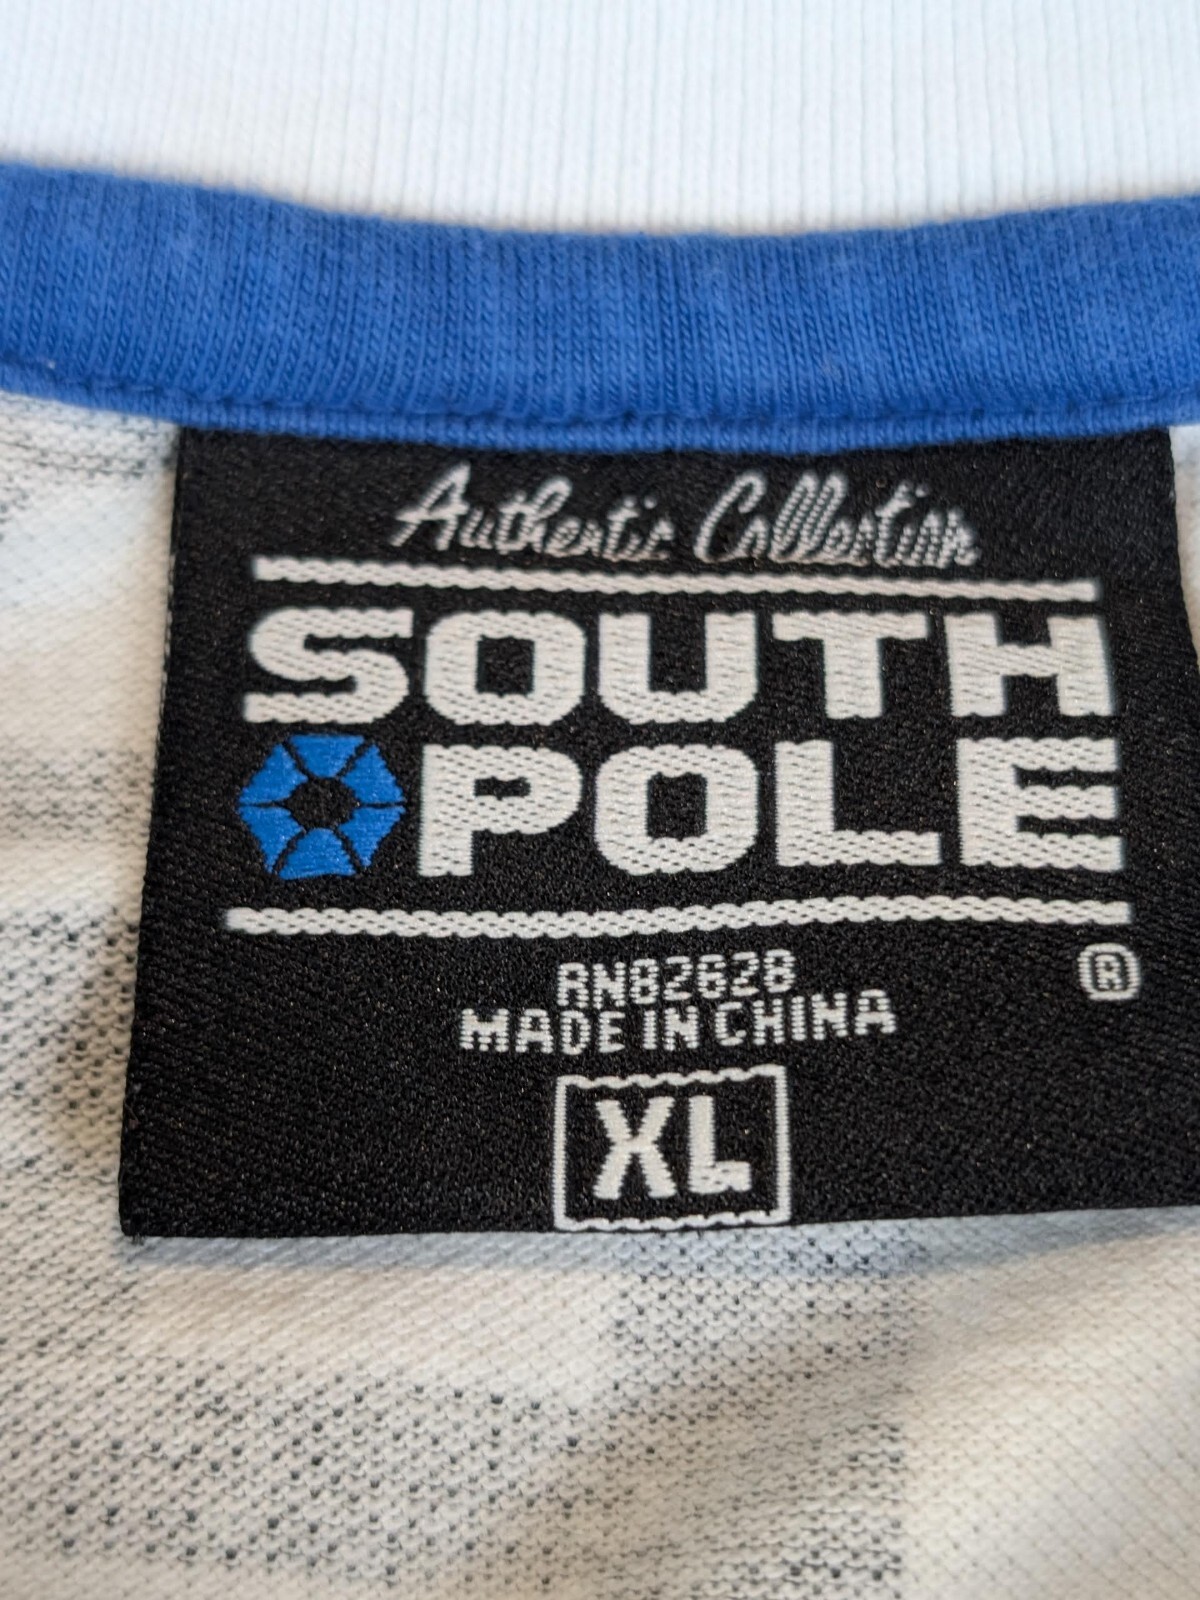 Authentic Collection
SOUTH
POLE
®
RN82628
MADE IN CHINA
XL